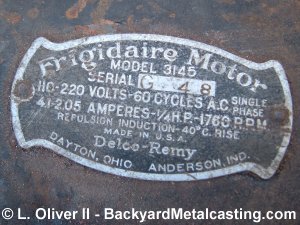 Frigidaire Motor
MODEL 3145
SERIAL G 48
110-220 VOLTS-60 CYCLES A.C. SINGLE PHASE
4.1-2.05 AMPERES-1/4 H.P.-1760 R.P.M.
REPULSION INDUCTION-40°C. RISE
MADE IN U.S.A.
Delco-Remy
DAYTON, OHIO ANDERSON, IND.
© L. Oliver II - BackyardMetalcasting.com